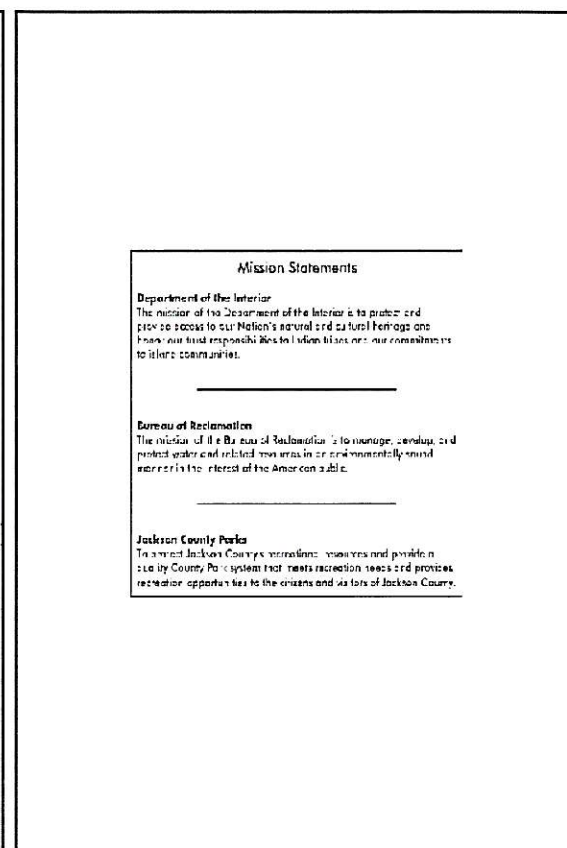 Mission Statements
Department of the Interior
The mission of the Department of the Interior is to protect and
provide access to our Nation's natural and cultural heritage and
honor our trust responsibilities to Indian tribes and our commitments
to island communities.
Bureau of Reclamation
The mission of the Bureau of Reclamation is to manage, develop, and
protect water and related resources in an environmentally sound
manner in the interest of the American public.
Jackson County Parks
To protect Jackson County's recreational resources and provide a
quality County Park system that meets recreation needs and provides
recreation opportunities to the citizens and visitors of Jackson County.